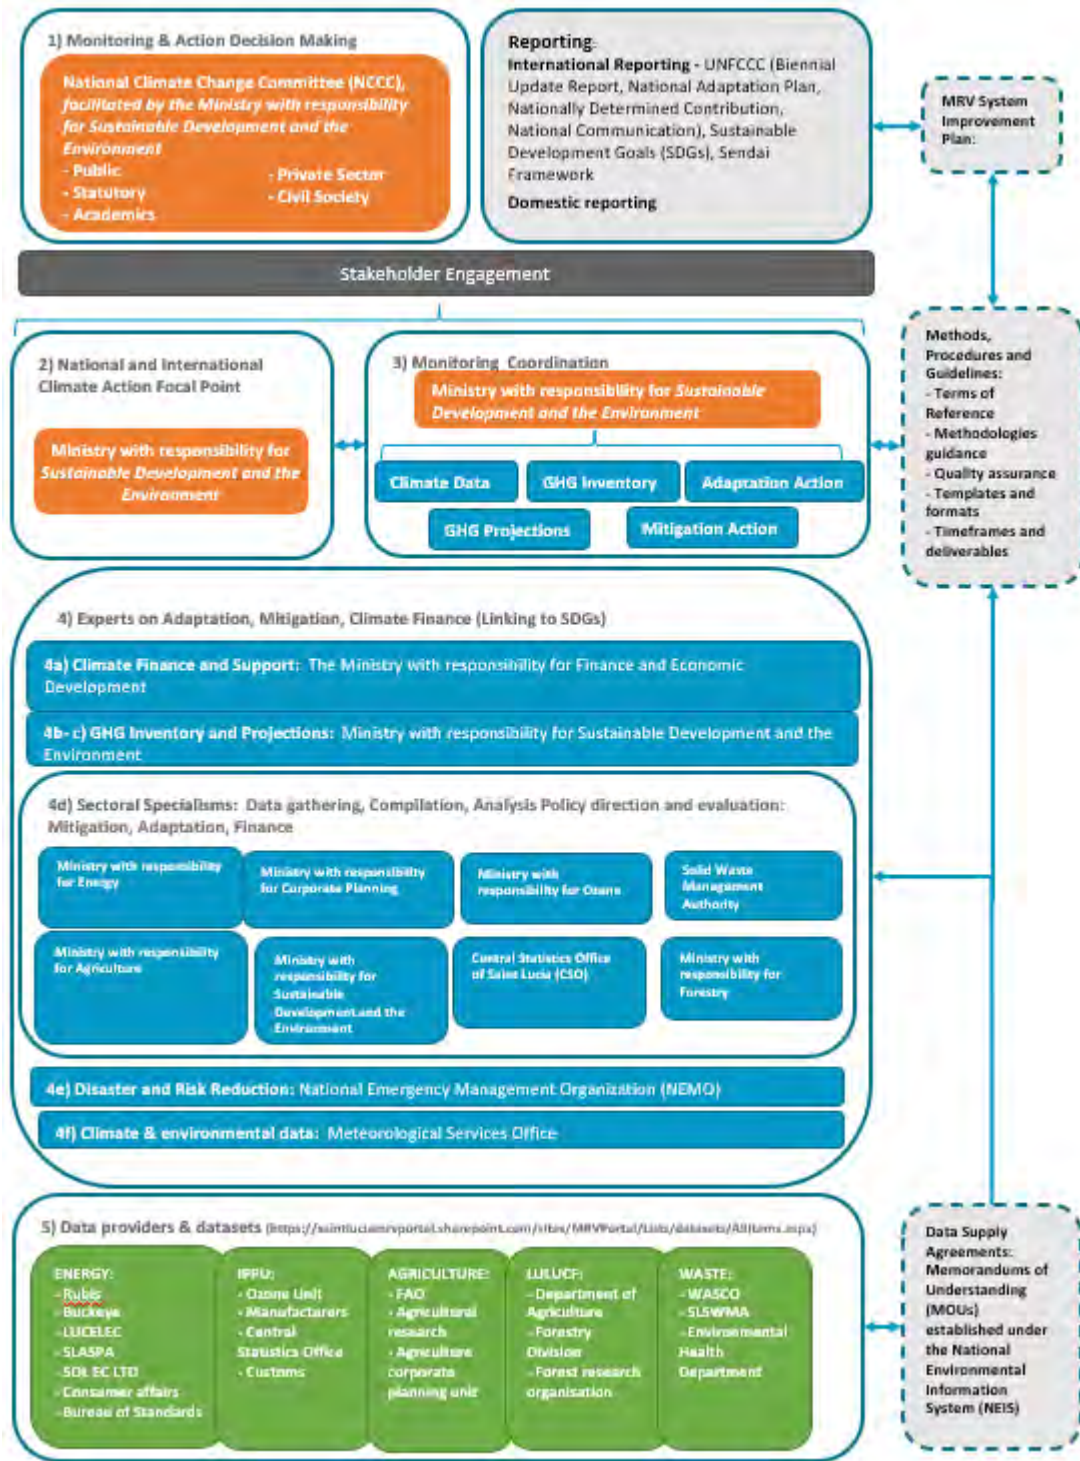 1) Monitoring & Action Decision Making
National Climate Change Committee (NCCC),
facilitated by the Ministry with responsibility
for Sustainable Development and the
Environment
- Public
- Statutory
- Academics
- Private Sector
- Civil Society
Reporting:
International Reporting - UNFCCC (Biennial
Update Report, National Adaptation Plan,
Nationally Determined Contribution,
National Communication), Sustainable
Development Goals (SDGs), Sendai
Framework
Domestic reporting
MRV System
Improvement
Plan:
Stakeholder Engagement
2) National and International
Climate Action Focal Point
Ministry with responsibility for
Sustainable Development and the
Environment
3) Monitoring Coordination
Ministry with responsibility for Sustainable
Development and the Environment
Climate Data
GHG Inventory
Adaptation Action
GHG Projections
Mitigation Action
Methods,
Procedures and
Guidelines:
- Terms of
Reference
- Methodologies
guidance
- Quality assurance
- Templates and
formats
- Timeframes and
deliverables
4) Experts on Adaptation, Mitigation, Climate Finance (Linking to SDGs)
4a) Climate Finance and Support: The Ministry with responsibility for Finance and Economic
Development
4b- c) GHG Inventory and Projections: Ministry with responsibility for Sustainable Development and the
Environment
4d) Sectoral Specialisms: Data gathering, Compilation, Analysis Policy direction and evaluation:
Mitigation, Adaptation, Finance
Ministry with responsibility
for Energy
Ministry with responsibility
for Corporate Planning
Ministry with
responsibility for Ozone
Solid Waste
Management
Authority
Ministry with responsibility
for Agriculture
Ministry with
responsibility for
Sustainable
Development and the
Environment
Central Statistics Office
of Saint Lucia (CSO)
Ministry with
responsibility for
Forestry
4e) Disaster and Risk Reduction: National Emergency Management Organization (NEMO)
4f) Climate & environmental data: Meteorological Services Office
5) Data providers & datasets (https://saintluciamrvportal.sharepoint.com/sites/MRVPortal/Lists/datasets/AllItems.aspx)
ENERGY:
- Rubis
- Buckeye
- LUCELEC
- SLASPA
- SOL EC LTD
- Consumer affairs
- Bureau of Standards
IPPU:
- Ozone Unit
- Manufacturers
- Central
Statistics Office
- Customs
AGRICULTURE:
- FAO
- Agricultural
research
- Agriculture
corporate
planning unit
LULUCF:
- Department of
Agriculture
- Forestry
Division
- Forest research
organisation
WASTE:
- WASCO
- SLSWMA
- Environmental
Health
Department
Data Supply
Agreements:
Memorandums of
Understanding
(MOUs)
established under
the National
Environmental
Information
System (NEIS)